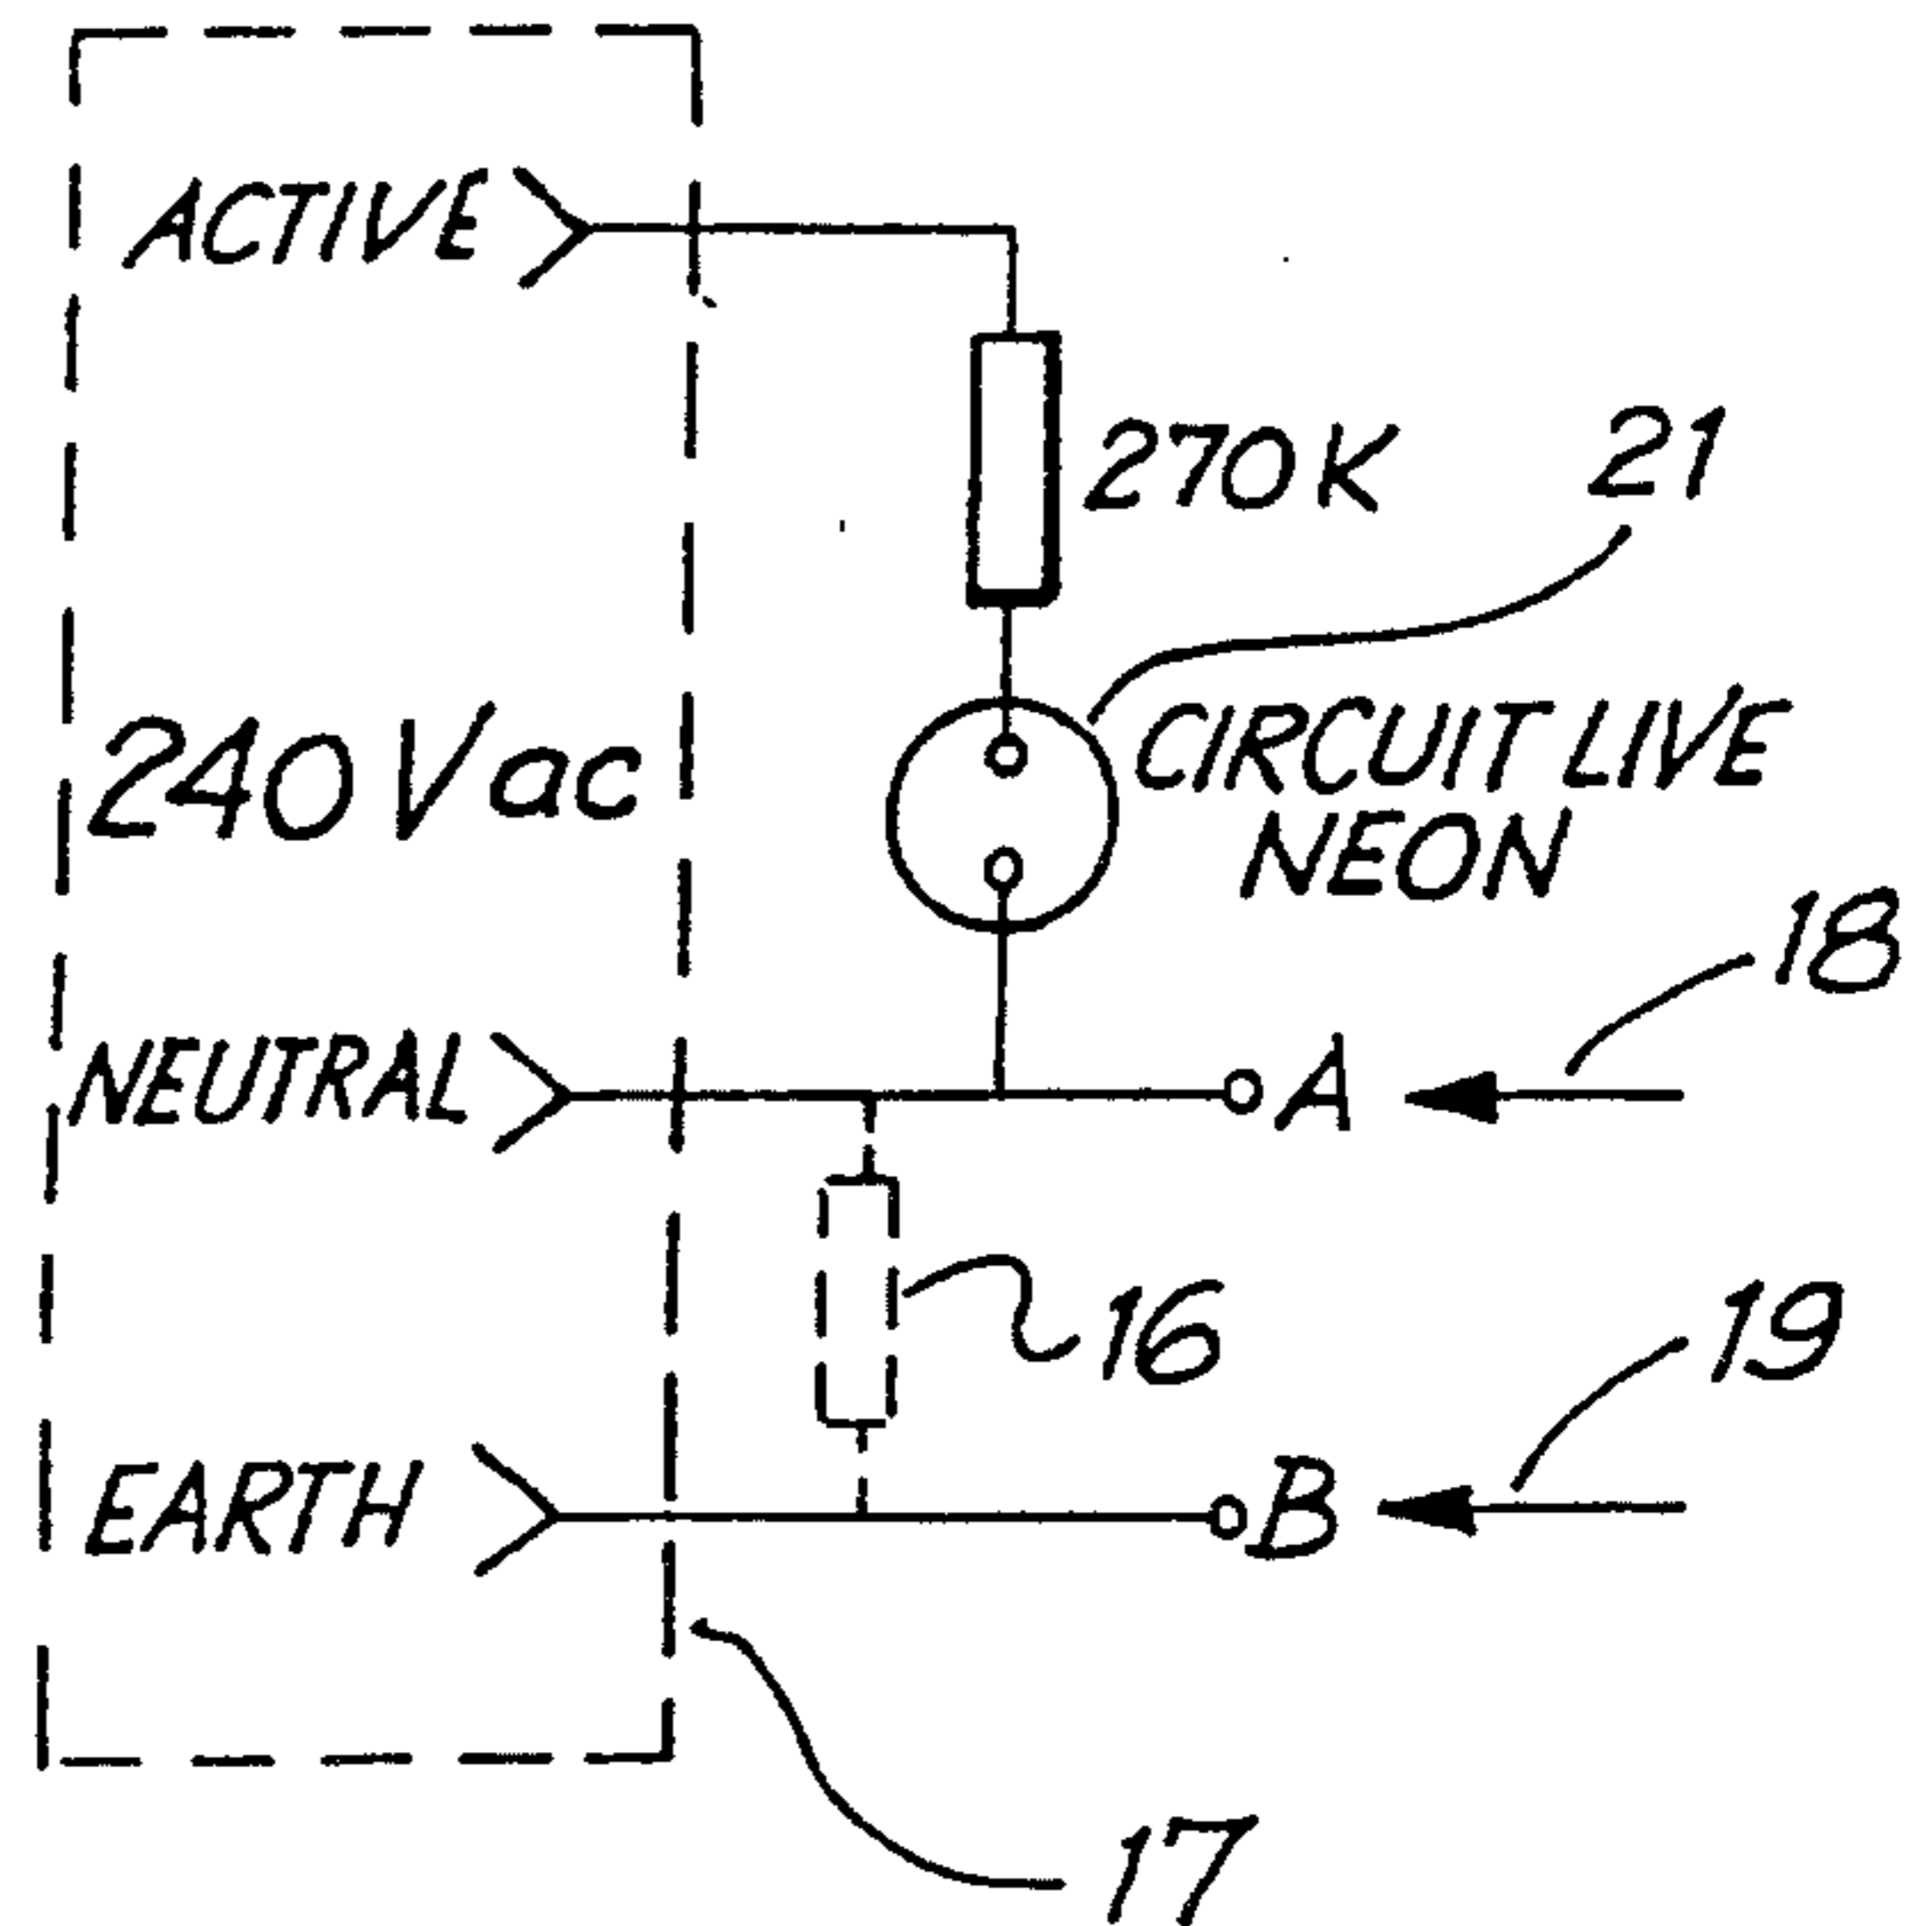 ACTIVE
270K
21
240Vac
CIRCUIT LIVE
NEON
18
NEUTRAL
A
16
19
EARTH
B
17